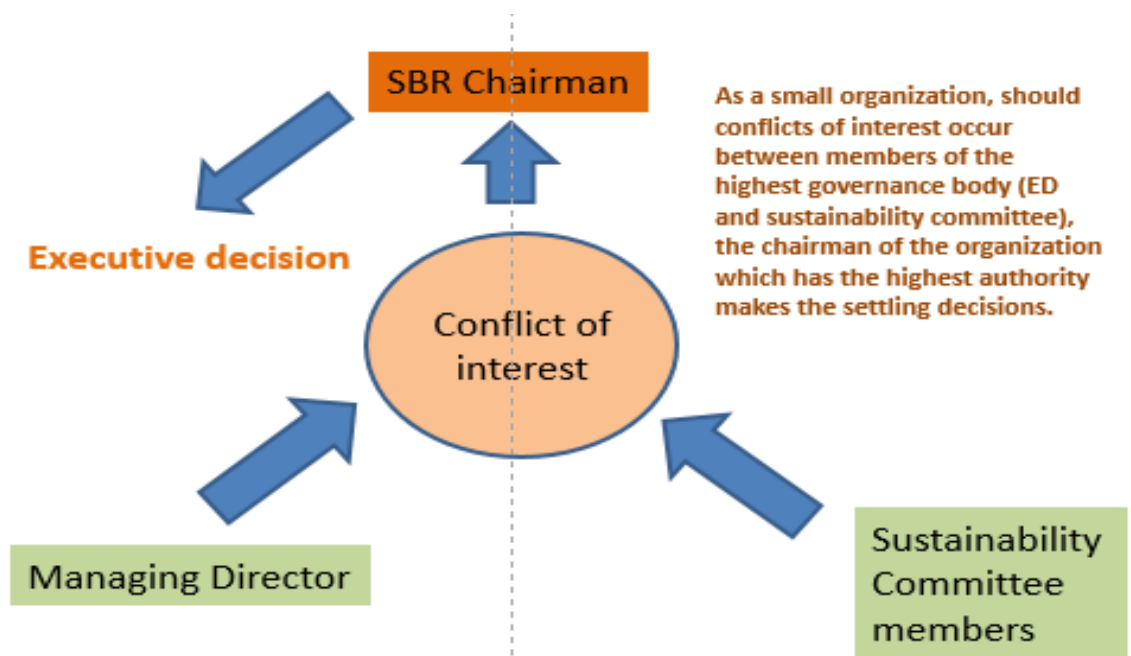 SBR Chairman
As a small organization, should
conflicts of interest occur
between members of the
highest governance body (ED
and sustainability committee),
the chairman of the organization
which has the highest authority
makes the settling decisions.
Executive decision
Conflict of
interest
Managing Director
Sustainability
Committee
members